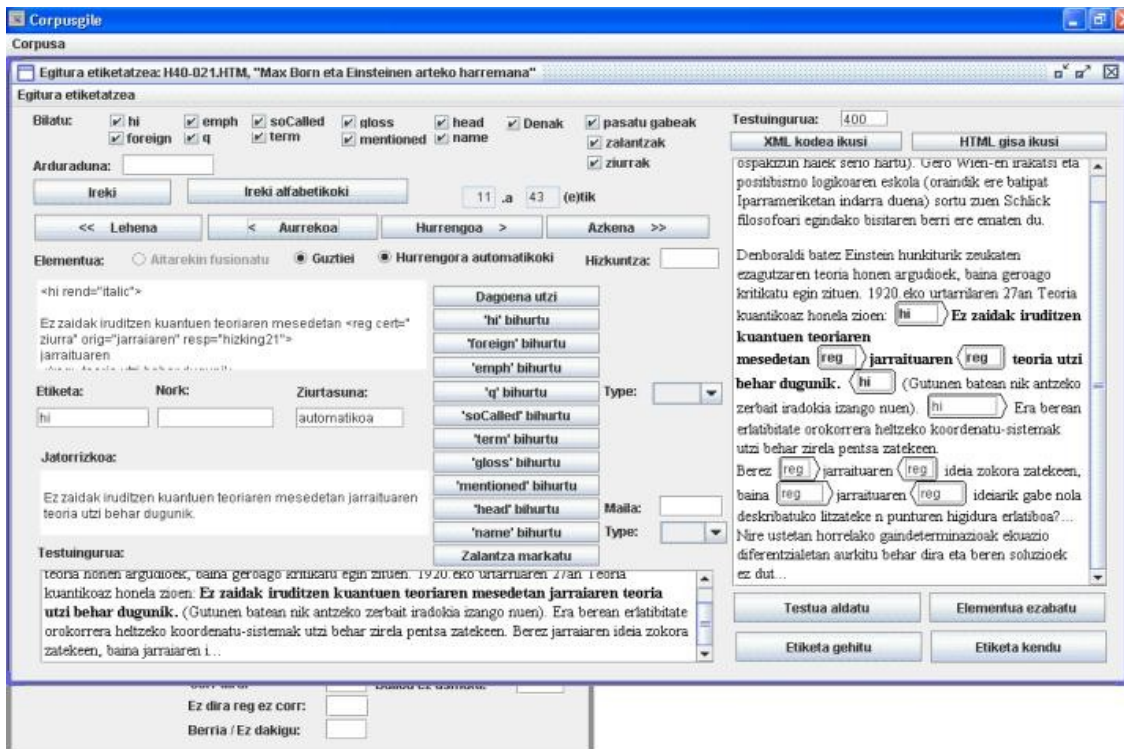 Corpusgile
Corpusa
Egitura etiketatzea: H40-021.HTM, "Max Born eta Einsteinen arteko harremana"
Egitura etiketatzea
Bilatu: hi emph soCalled gloss head Denak pasatu gabeak
foreign q term mentioned name zalantzak
ziurrak
Arduraduna:
Ireki Ireki alfabetikoki 11 .a 43 (e)tik
<< Lehena < Aurrekoa Hurrengoa > Azkena >>
Elementua: Aitarekin fusionatu Guztiei Hurrengora automatikoki Hizkuntza:
<hi rend="italic">
Ez zaidak iruditzen kuantuen teoriaren mesedetan <reg cert="
ziurra" orig="jarraiaren" resp="hizking21">
jarraituaren
Dagoena utzi
'hi' bihurtu
'foreign' bihurtu
'emph' bihurtu
'q' bihurtu Type:
'soCalled' bihurtu
'term' bihurtu
'gloss' bihurtu
'mentioned' bihurtu
'head' bihurtu Maila:
'name' bihurtu Type:
Zalantza markatu
Etiketa: Nork: Ziurtasuna:
hi automatikoa
Jatorrizkoa:
Ez zaidak iruditzen kuantuen teoriaren mesedetan jarraituaren
teoria utzi behar dugunik.
Testuingurua:
teoria honen argudioek, baina geroago kritikatu egin zituen. 1920.eko urtarrilaren 27an Teoria
kuantikoaz honela zioen: Ez zaidak iruditzen kuantuen teoriaren mesedetan jarraiaren teoria
utzi behar dugunik. (Gutunen batean nik antzeko zerbait iradokia izango nuen). Era berean erlatibitate
orokorrera heltzeko koordenatu-sistemak utzi behar zirela pentsa zatekeen. Berez jarraiaren ideia zokora
zatekeen, baina jarraiaren i...
Testuingurua: 400
XML kodea ikusi HTML gisa ikusi
ospakizun haiek serio hartu). Gero Wien-en irakatsi eta
positibismo logikoaren eskola (oraindik ere batipat
Iparrameriketan indarra duena) sortu zuen Schlick
filosofoari egindako bisitaren berri ere ematen du.
Denboraldi batez Einstein hunkiturik zeukaten
ezagutzaren teoria honen argudioek, baina geroago
kritikatu egin zituen. 1920.eko urtarrilaren 27an Teoria
kuantikoaz honela zioen: hi Ez zaidak iruditzen
kuantuen teoriaren
mesedetan reg jarraituaren reg teoria utzi
behar dugunik. hi (Gutunen batean nik antzeko
zerbait iradokia izango nuen). hi Era berean
erlatibitate orokorrera heltzeko koordenatu-sistemak
utzi behar zirela pentsa zatekeen.
Berez reg jarraituaren reg ideia zokora zatekeen,
baina reg jarraituaren reg ideiarik gabe nola
deskribatuko litzateke n punturen higidura erlatiboa?...
Nire ustetan horrelako gaindeterminazioak ekuazio
diferentzialetan aurkitu behar dira eta beren soluzioek
ez dut...
Testua aldatu Elementua ezabatu
Etiketa gehitu Etiketa kendu
Ez dira reg ez corr:
Berria / Ez dakigu: